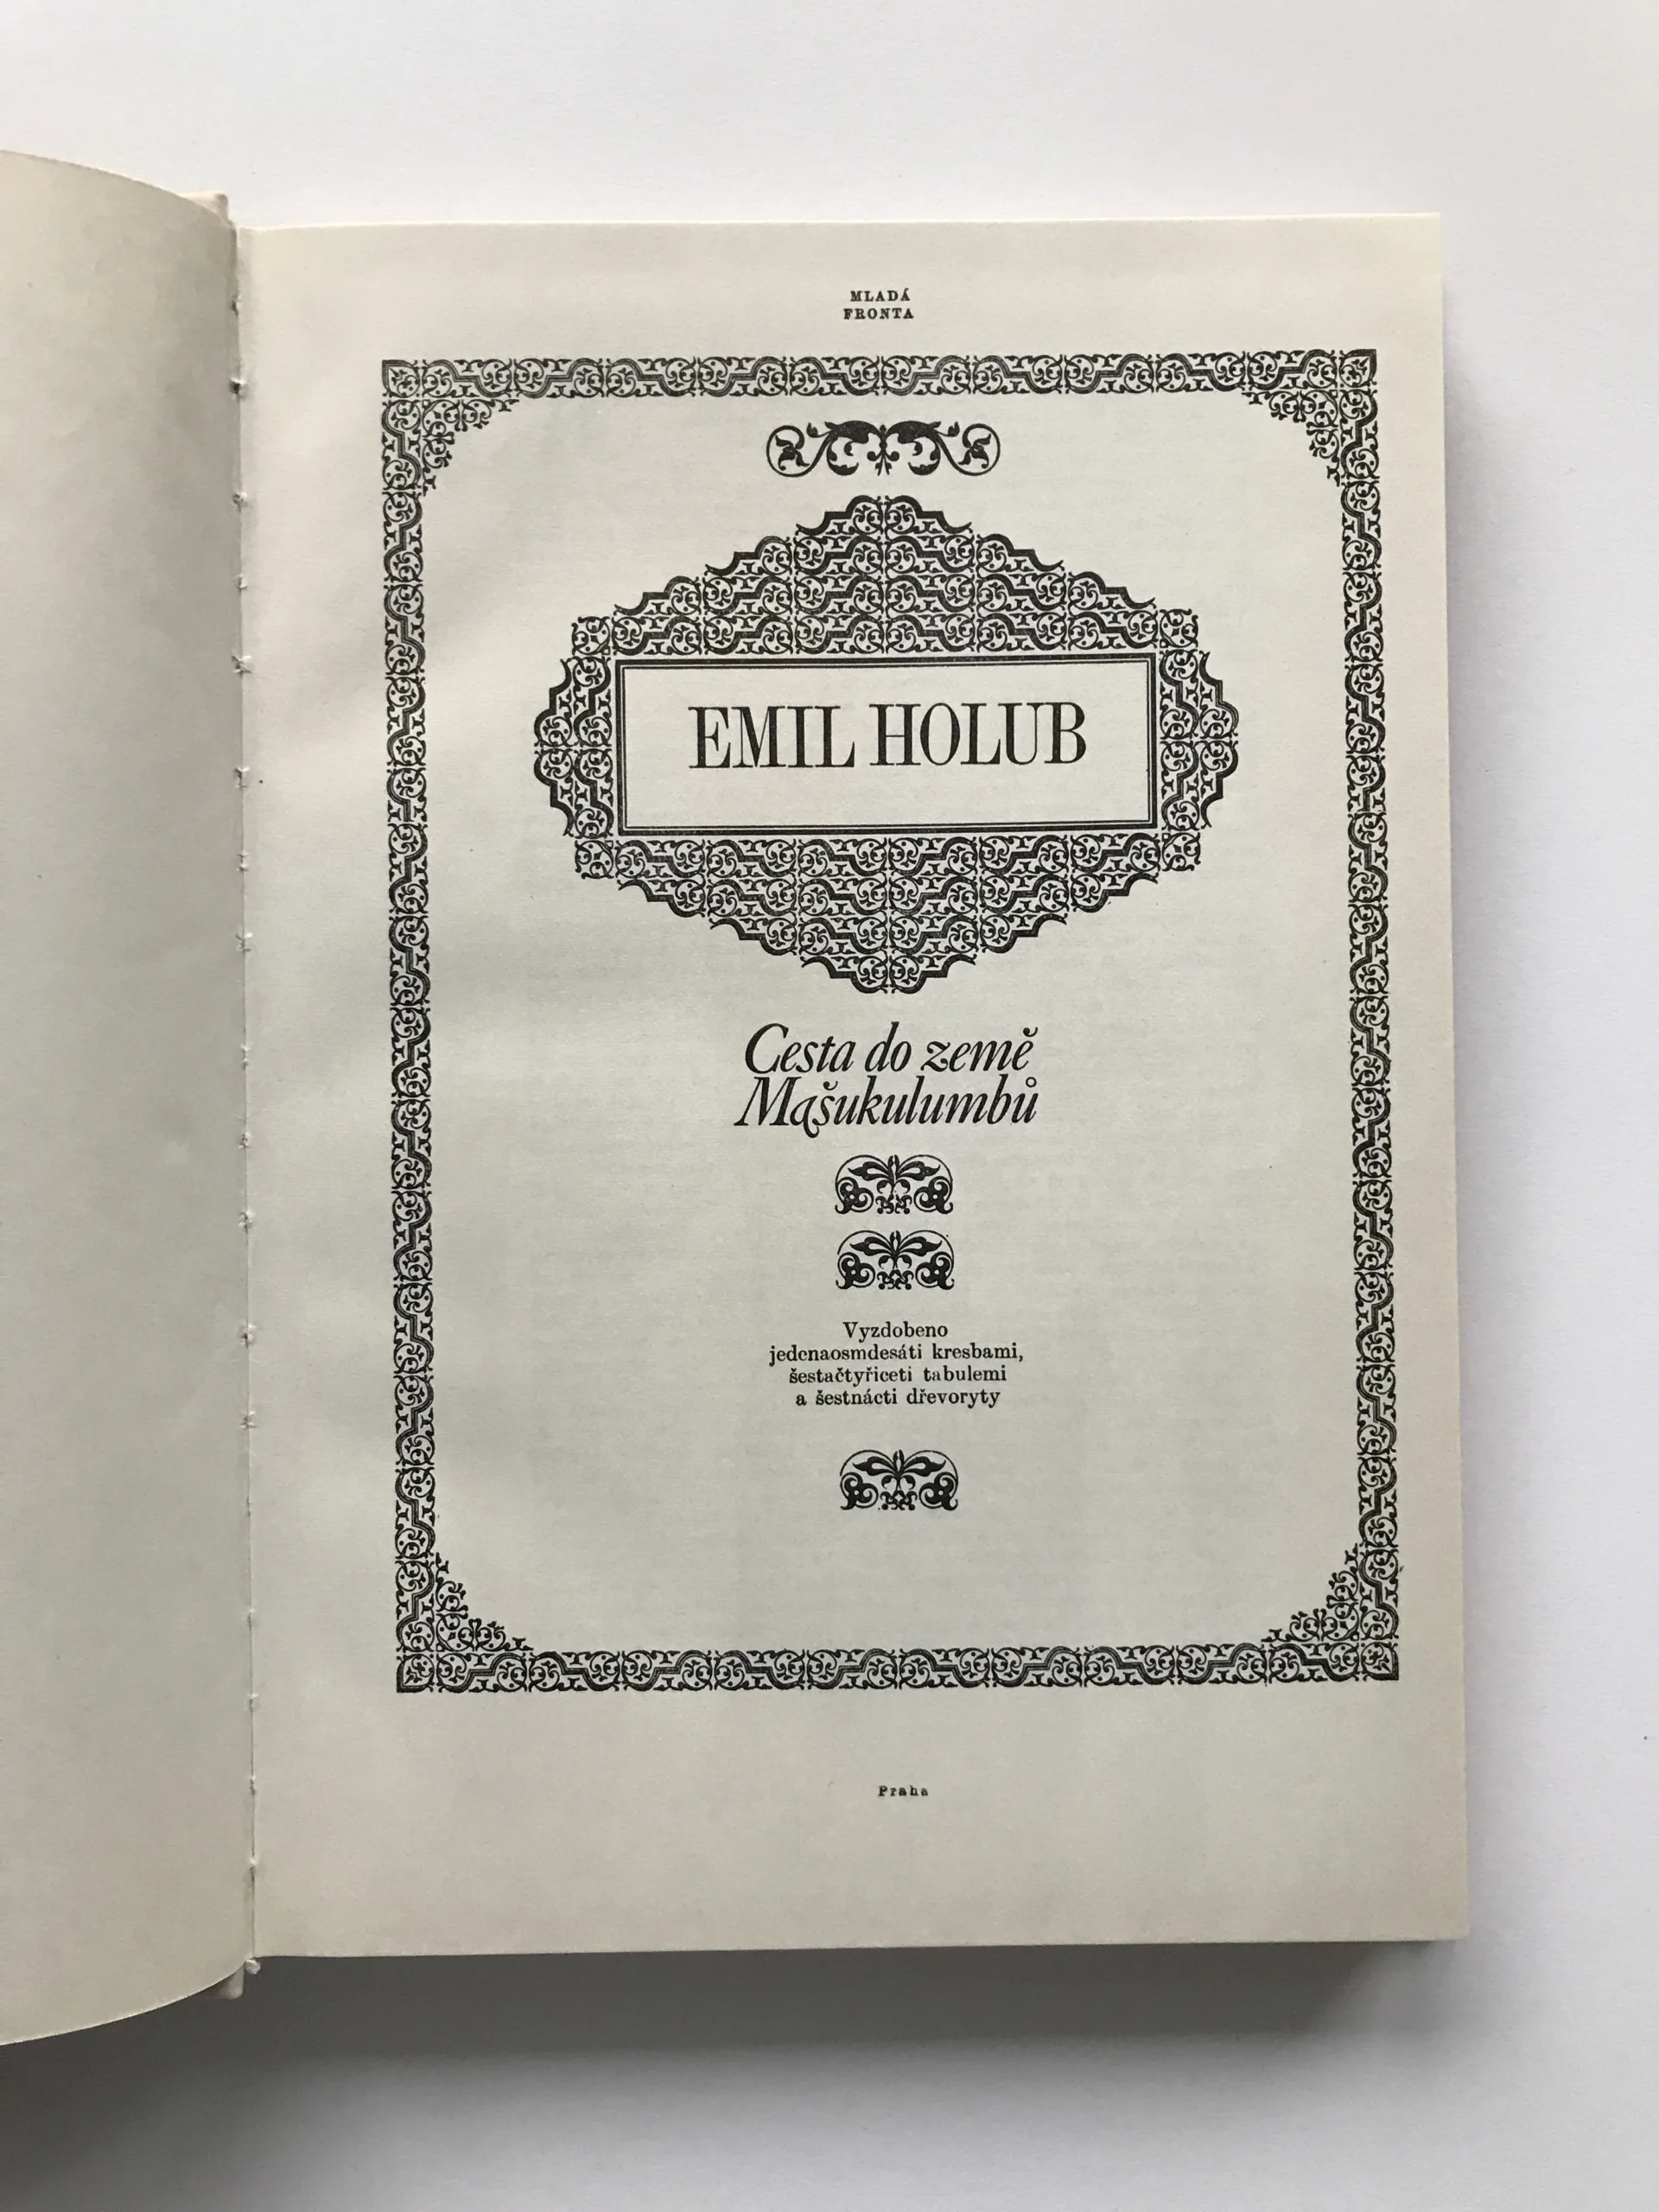 MLADÁ
FRONTA
EMIL HOLUB
Cesta do země
Mašukulumbů
Vyzdobeno
jedenaosmdesáti kresbami,
šestačtyřiceti tabulemi
a šestnácti dřevoryty
Praha